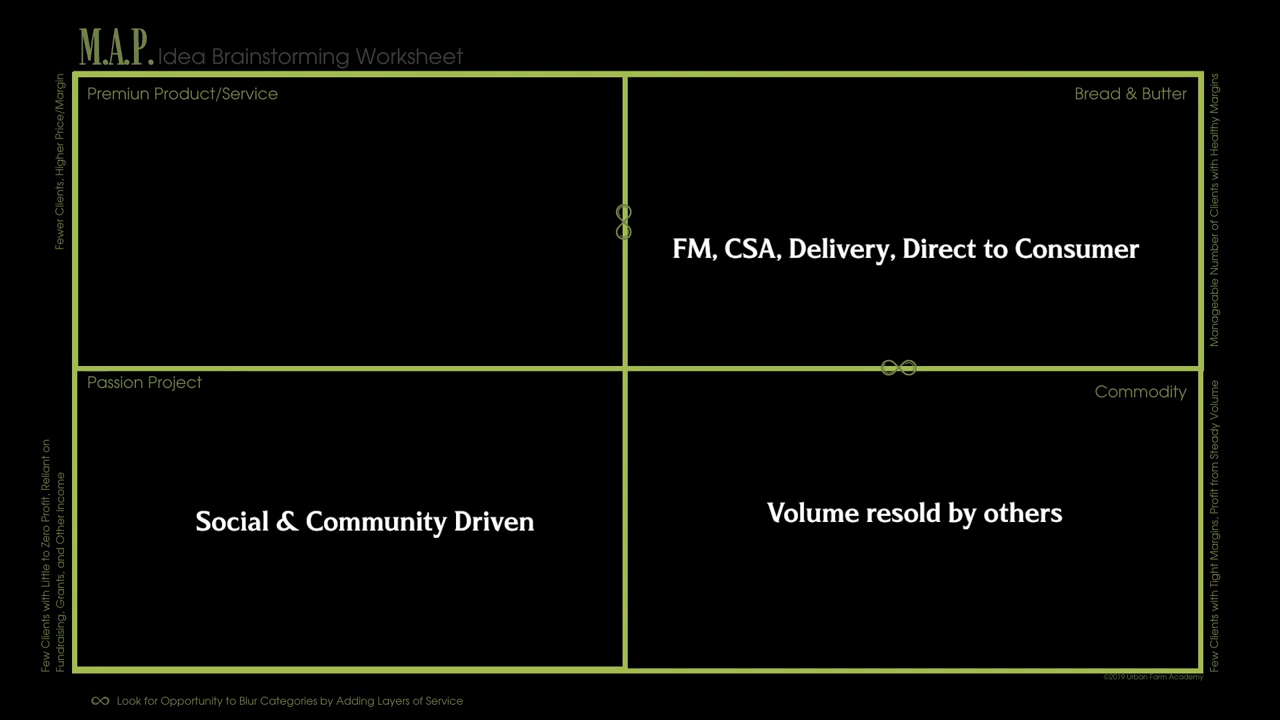 M.A.P. Idea Brainstorming Worksheet
Premiun Product/Service
Bread & Butter
Fewer Clients, Higher Price/Margin
Manageable Number of Clients with Healthy Margins
FM, CSA, Delivery, Direct to Consumer
Passion Project
Commodity
Few Clients with Little to Zero Profit, Reliant on
Fundraising, Grants, and Other Income
Few Clients with Tight Margins, Profit from Steady Volume
Social & Community Driven
Volume resold by others
©2019 Urban Farm Academy
Look for Opportunity to Blur Categories by Adding Layers of Service